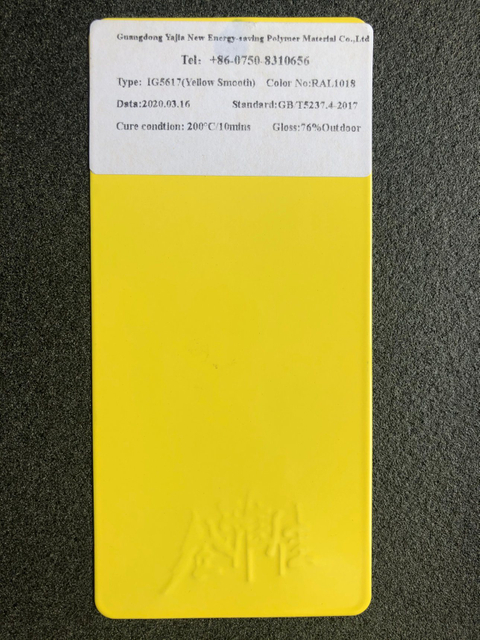 Guangdong Yajia New Energy-saving Polymer Material Co.,Ltd
Tel: +86-0750-8310656
Type: 1G5617(Yellow Smooth) Color No:RAL1018
Data:2020.03.16 Standard:GB/T5237.4-2017
Cure condtion: 200°C/10mins Gloss:76%Outdoor